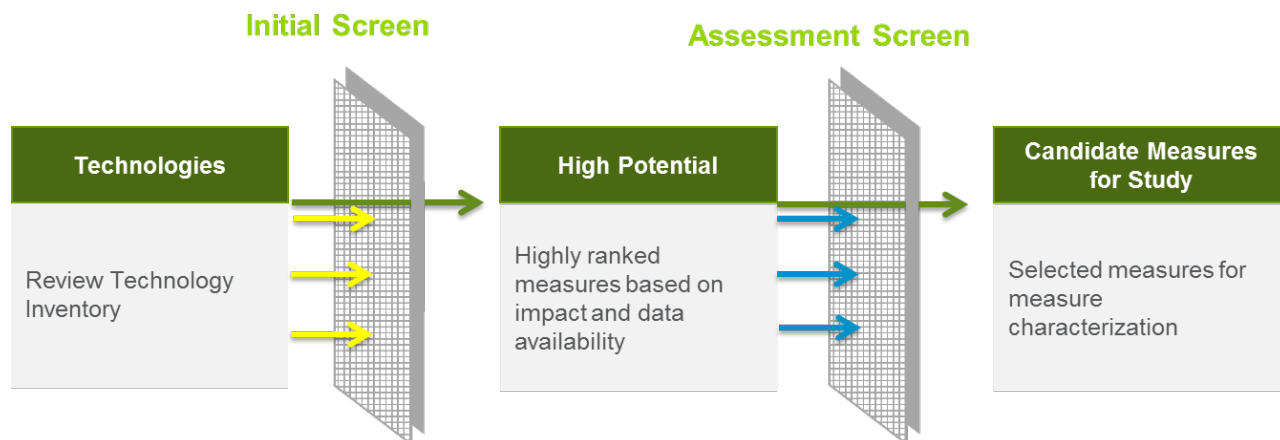 Initial Screen
Assessment Screen
Technologies
Review Technology
Inventory
High Potential
Highly ranked
measures based on
impact and data
availability
Candidate Measures
for Study
Selected measures for
measure
characterization